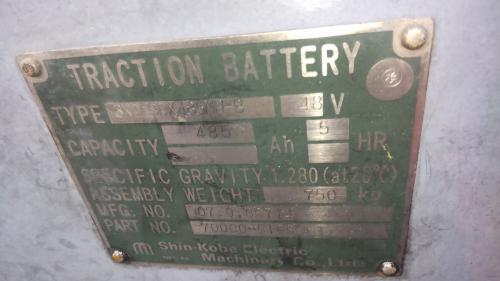 TRACTION BATTERY
TYPE 48 V
CAPACITY 485 Ah 5 HR
SPECIFIC GRAVITY 1.280 (at 20°C)
ASSEMBLY WEIGHT 750 kg
MFG. NO.
PART NO.
Shin-Kobe Electric
Machinery Co., Ltd.